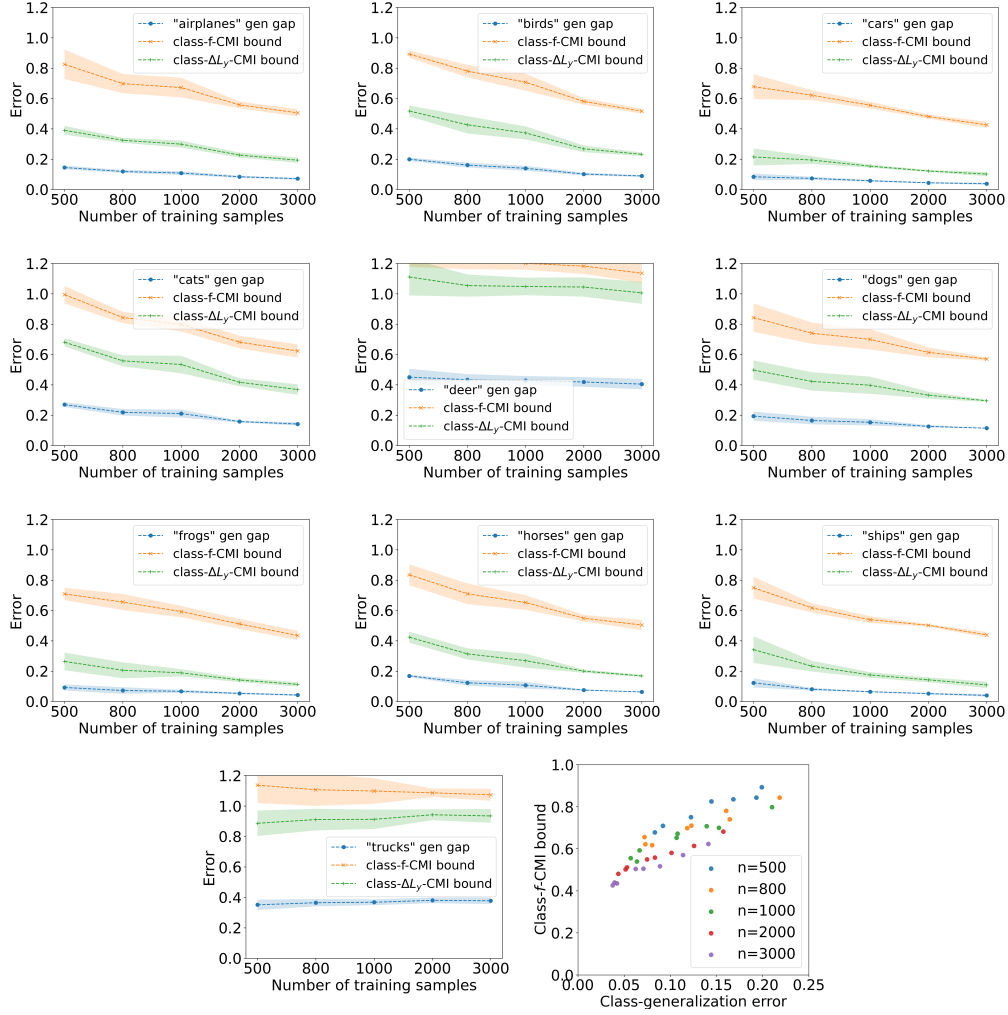 1.2
1.0
0.8
0.6
0.4
0.2
0.0
Error
"airplanes" gen gap
class-f-CMI bound
class-ΔL_y-CMI bound
500 800 1000 2000 3000
Number of training samples
1.2
1.0
0.8
0.6
0.4
0.2
0.0
Error
"birds" gen gap
class-f-CMI bound
class-ΔL_y-CMI bound
500 800 1000 2000 3000
Number of training samples
1.2
1.0
0.8
0.6
0.4
0.2
0.0
Error
"cars" gen gap
class-f-CMI bound
class-ΔL_y-CMI bound
500 800 1000 2000 3000
Number of training samples
1.2
1.0
0.8
0.6
0.4
0.2
0.0
Error
"cats" gen gap
class-f-CMI bound
class-ΔL_y-CMI bound
500 800 1000 2000 3000
Number of training samples
1.2
1.0
0.8
0.6
0.4
0.2
0.0
Error
"deer" gen gap
class-f-CMI bound
class-ΔL_y-CMI bound
500 800 1000 2000 3000
Number of training samples
1.2
1.0
0.8
0.6
0.4
0.2
0.0
Error
"dogs" gen gap
class-f-CMI bound
class-ΔL_y-CMI bound
500 800 1000 2000 3000
Number of training samples
1.2
1.0
0.8
0.6
0.4
0.2
0.0
Error
"frogs" gen gap
class-f-CMI bound
class-ΔL_y-CMI bound
500 800 1000 2000 3000
Number of training samples
1.2
1.0
0.8
0.6
0.4
0.2
0.0
Error
"horses" gen gap
class-f-CMI bound
class-ΔL_y-CMI bound
500 800 1000 2000 3000
Number of training samples
1.2
1.0
0.8
0.6
0.4
0.2
0.0
Error
"ships" gen gap
class-f-CMI bound
class-ΔL_y-CMI bound
500 800 1000 2000 3000
Number of training samples
1.2
1.0
0.8
0.6
0.4
0.2
0.0
Error
"trucks" gen gap
class-f-CMI bound
class-ΔL_y-CMI bound
500 800 1000 2000 3000
Number of training samples
1.0
0.8
0.6
0.4
0.2
0.0
Class-f-CMI bound
n=500
n=800
n=1000
n=2000
n=3000
0.00 0.05 0.10 0.15 0.20 0.25
Class-generalization error